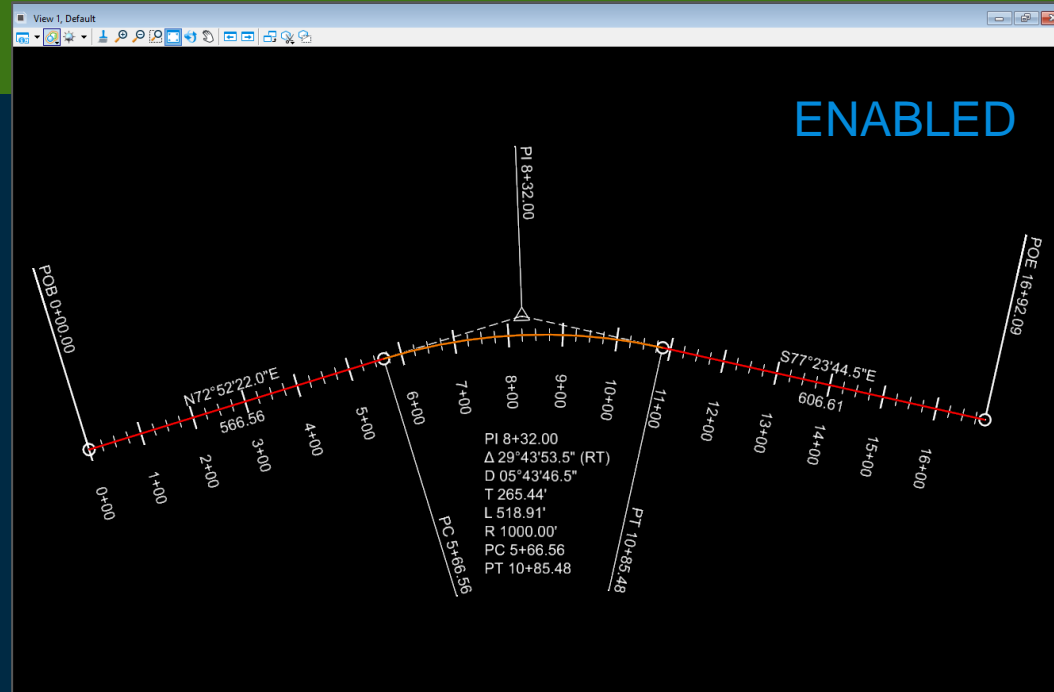 View 1, Default
ENABLED
PI 8+32.00
POB 0+00.00
POE 16+92.09
N72°52'22.0"E
566.56
S77°23'44.5"E
606.61
0+00
1+00
2+00
3+00
4+00
5+00
6+00
7+00
8+00
9+00
10+00
11+00
12+00
13+00
14+00
15+00
16+00
PI 8+32.00
Δ 29°43'53.5" (RT)
D 05°43'46.5"
T 265.44'
L 518.91'
R 1000.00'
PC 5+66.56
PT 10+85.48
PC 5+66.56
PT 10+85.48